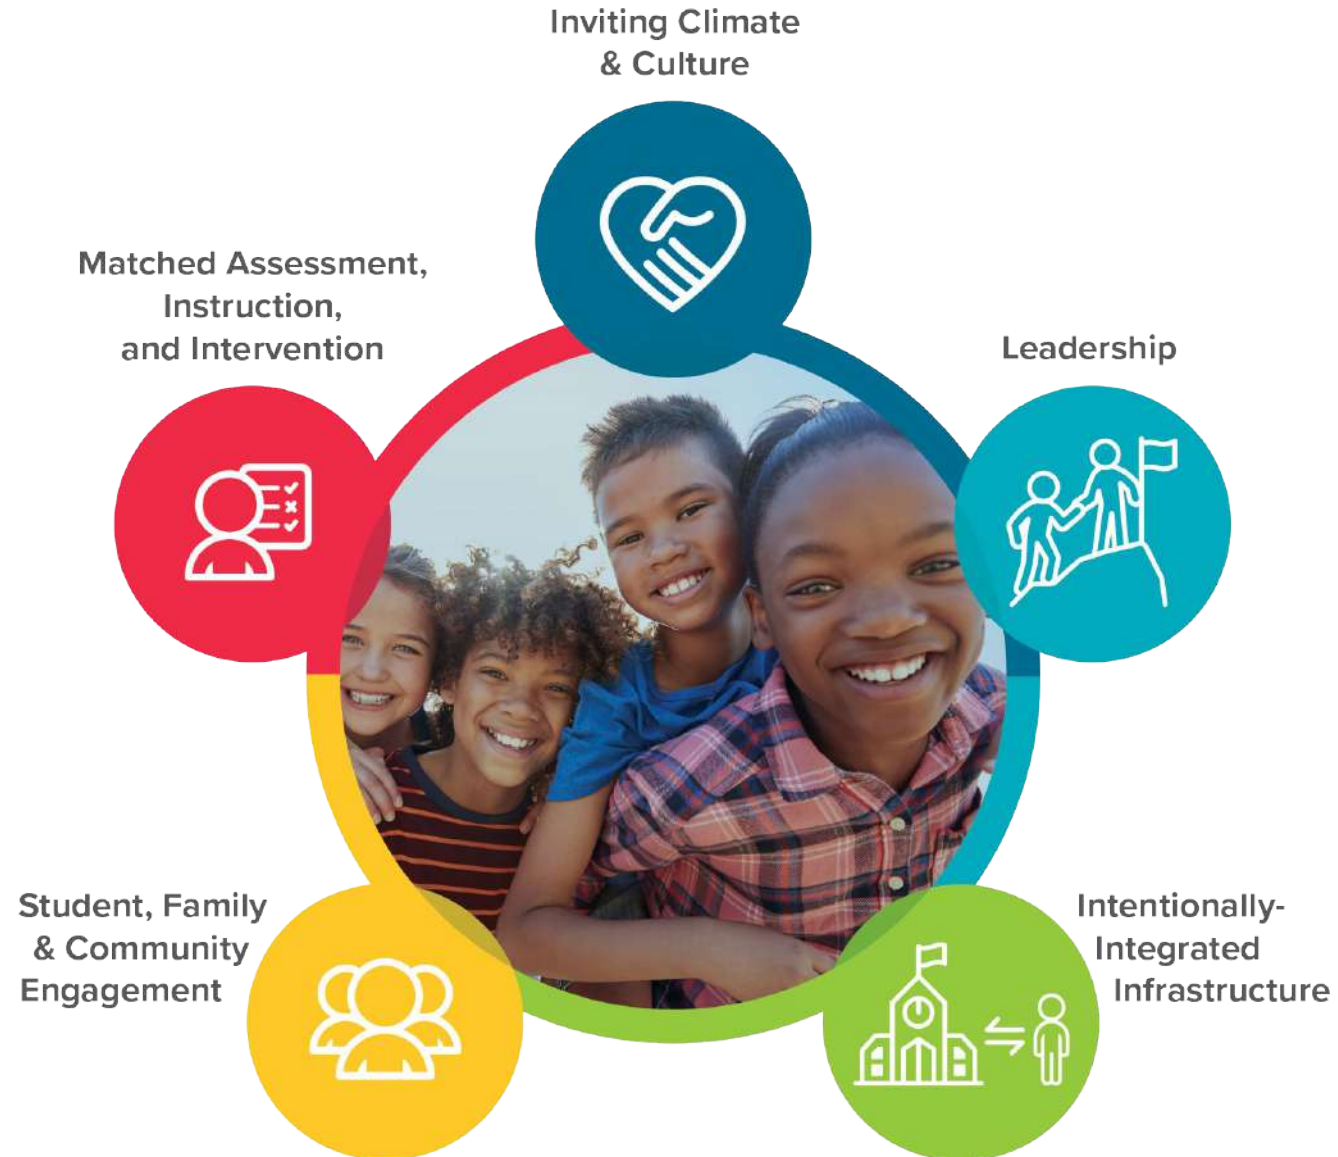 Inviting Climate
& Culture
Matched Assessment,
Instruction,
and Intervention
Leadership
Student, Family
& Community
Engagement
Intentionally-
Integrated
Infrastructure